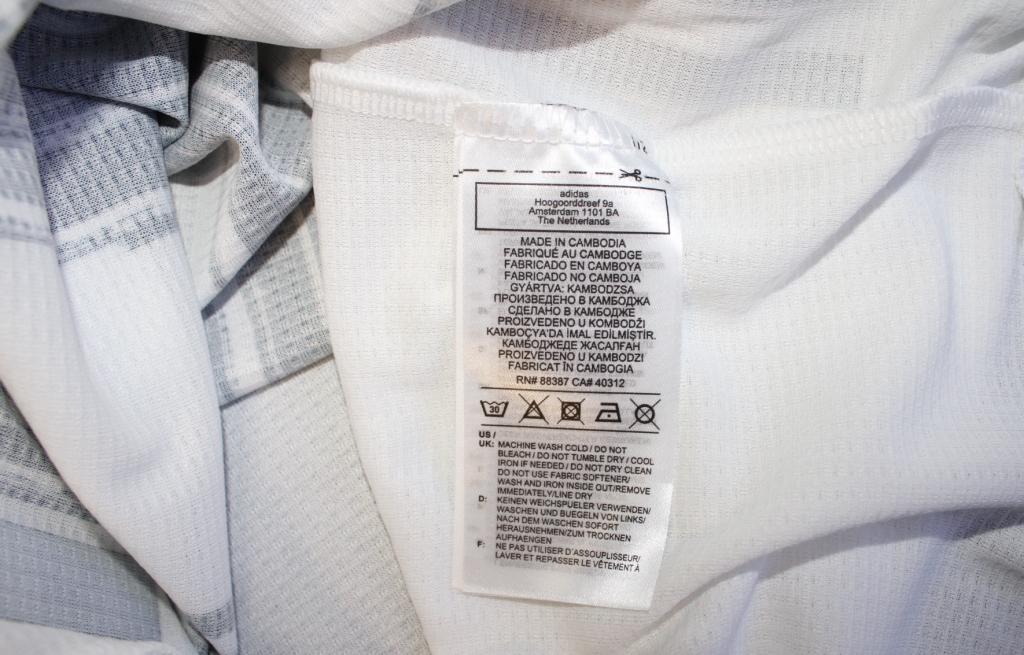 adidas
Hoogoorddreef 9a
Amsterdam 1101 BA
The Netherlands
MADE IN CAMBODIA
FABRIQUÉ AU CAMBODGE
FABRICADO EN CAMBOYA
FABRICADO NO CAMBOJA
GYÁRTVA: KAMBODZSA
ПРОИЗВЕДЕНО В КАМБОДЖА
СДЕЛАНО В КАМБОДЖЕ
PROIZVEDENO U KOMBODŽI
KAMBOÇYA'DA İMAL EDİLMİŞTİR.
КАМБОДЖЕДЕ ЖАСАЛҒАН
PROIZVEDENO U KAMBODZI
FABRICAT ÎN CAMBOGIA
RN# 88387 CA# 40312
30
US /
UK: MACHINE WASH COLD / DO NOT
BLEACH / DO NOT TUMBLE DRY / COOL
IRON IF NEEDED / DO NOT DRY CLEAN
DO NOT USE FABRIC SOFTENER/
WASH AND IRON INSIDE OUT/REMOVE
IMMEDIATELY/LINE DRY
D: KEINEN WEICHSPUELER VERWENDEN/
WASCHEN UND BUEGELN VON LINKS/
NACH DEM WASCHEN SOFORT
HERAUSNEHMEN/ZUM TROCKNEN
AUFHAENGEN
F: NE PAS UTILISER D'ASSOUPLISSEUR/
LAVER ET REPASSER LE VÊTEMENT À